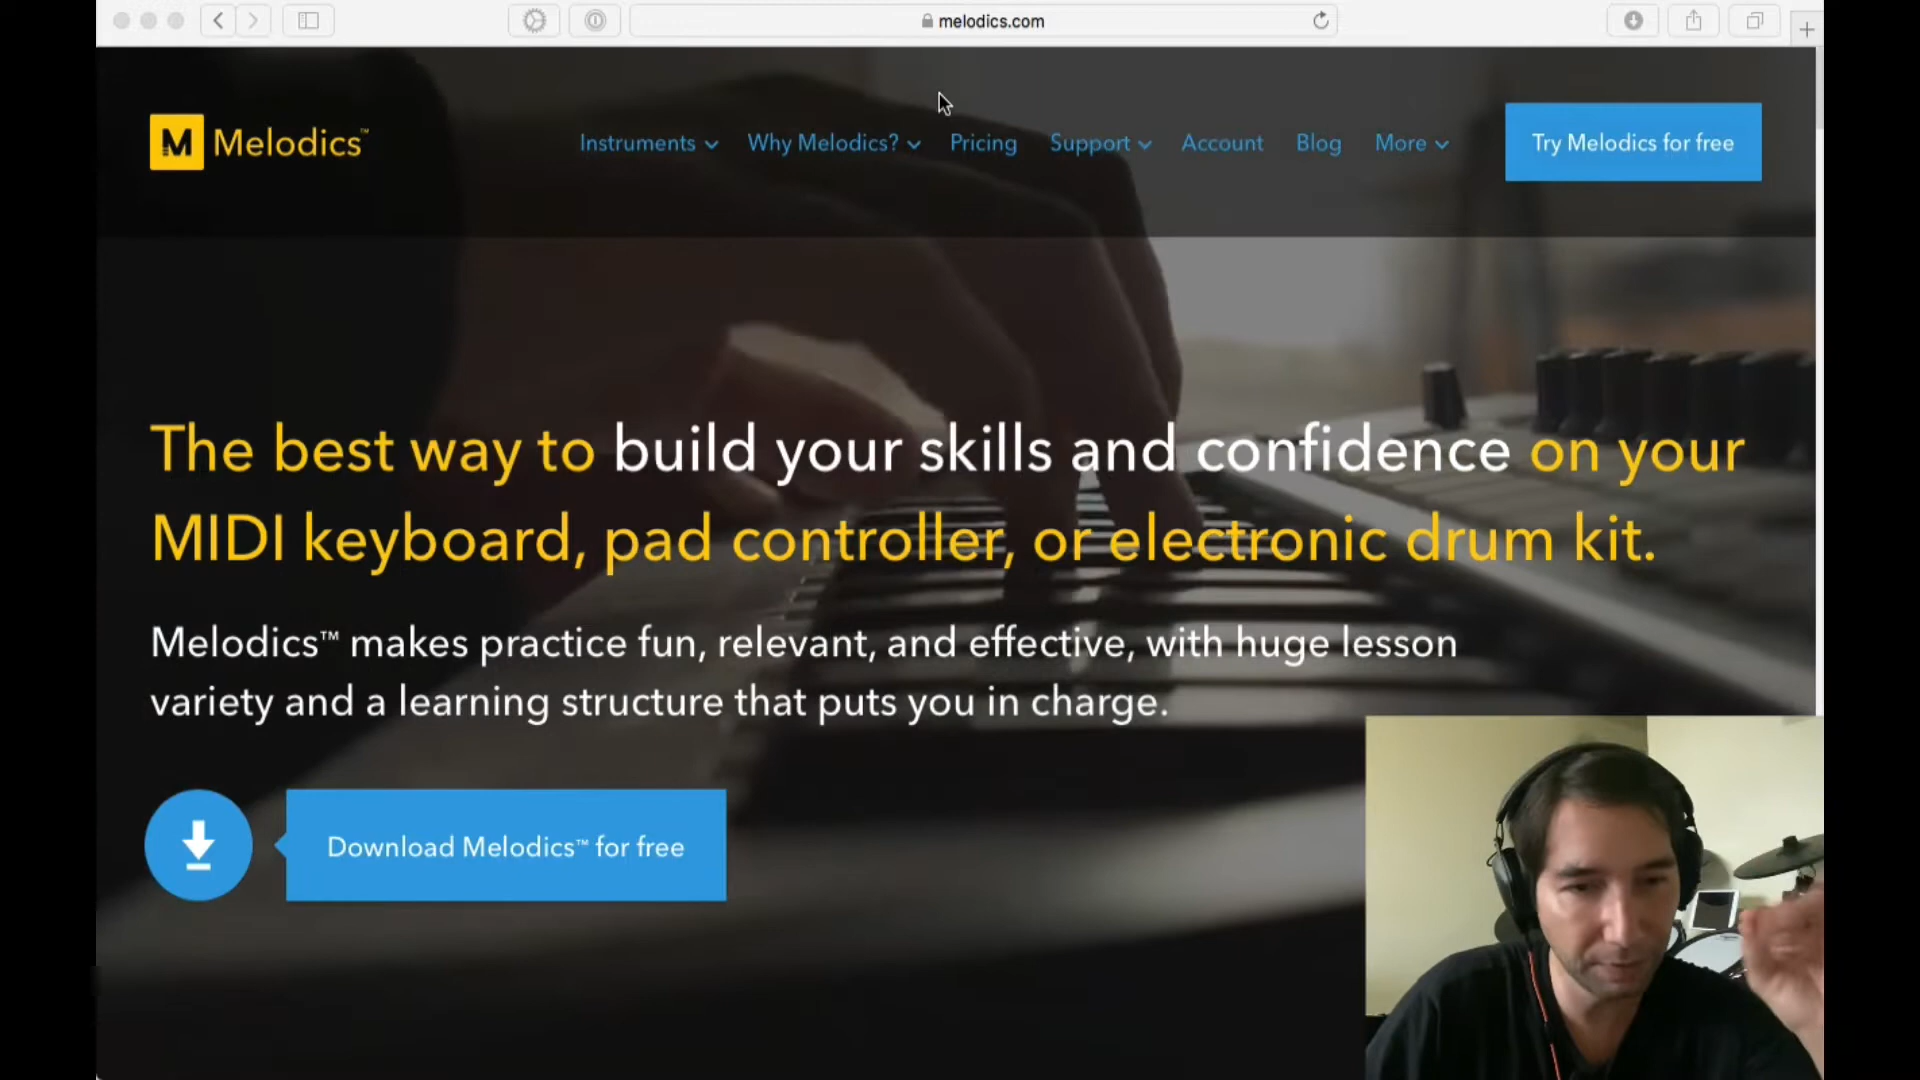 melodics.com
M Melodics™
Instruments Why Melodics? Pricing Support Account Blog More
Try Melodics for free
The best way to build your skills and confidence on your
MIDI keyboard, pad controller, or electronic drum kit.
Melodics™ makes practice fun, relevant, and effective, with huge lesson
variety and a learning structure that puts you in charge.
Download Melodics™ for free